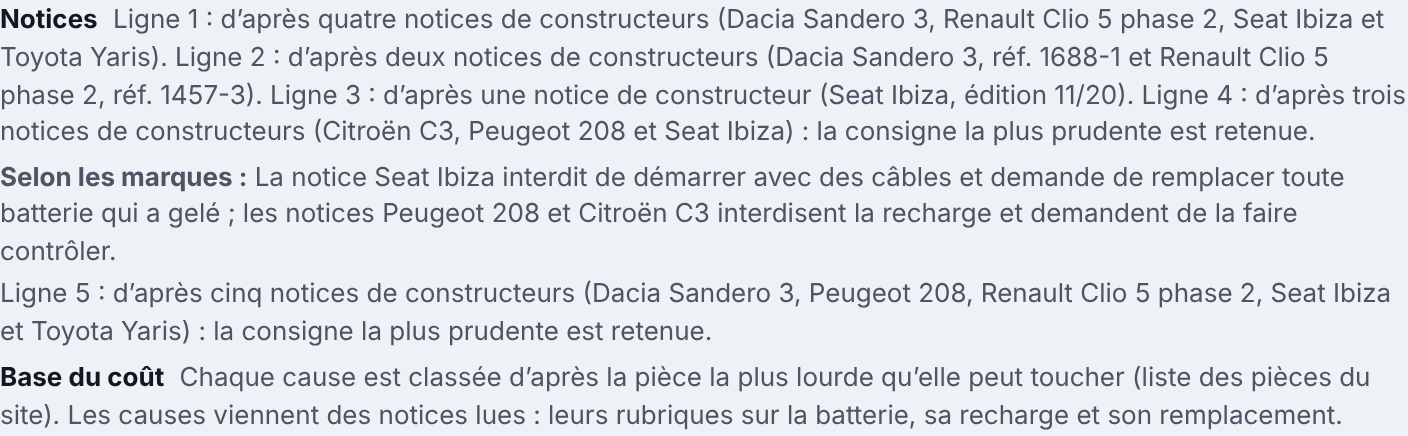 Notices Ligne 1 : d’après quatre notices de constructeurs (Dacia Sandero 3, Renault Clio 5 phase 2, Seat Ibiza et
Toyota Yaris). Ligne 2 : d’après deux notices de constructeurs (Dacia Sandero 3, réf. 1688-1 et Renault Clio 5
phase 2, réf. 1457-3). Ligne 3 : d’après une notice de constructeur (Seat Ibiza, édition 11/20). Ligne 4 : d’après trois
notices de constructeurs (Citroën C3, Peugeot 208 et Seat Ibiza) : la consigne la plus prudente est retenue.
Selon les marques : La notice Seat Ibiza interdit de démarrer avec des câbles et demande de remplacer toute
batterie qui a gelé ; les notices Peugeot 208 et Citroën C3 interdisent la recharge et demandent de la faire
contrôler.
Ligne 5 : d’après cinq notices de constructeurs (Dacia Sandero 3, Peugeot 208, Renault Clio 5 phase 2, Seat Ibiza
et Toyota Yaris) : la consigne la plus prudente est retenue.
Base du coût Chaque cause est classée d’après la pièce la plus lourde qu’elle peut toucher (liste des pièces du
site). Les causes viennent des notices lues : leurs rubriques sur la batterie, sa recharge et son remplacement.